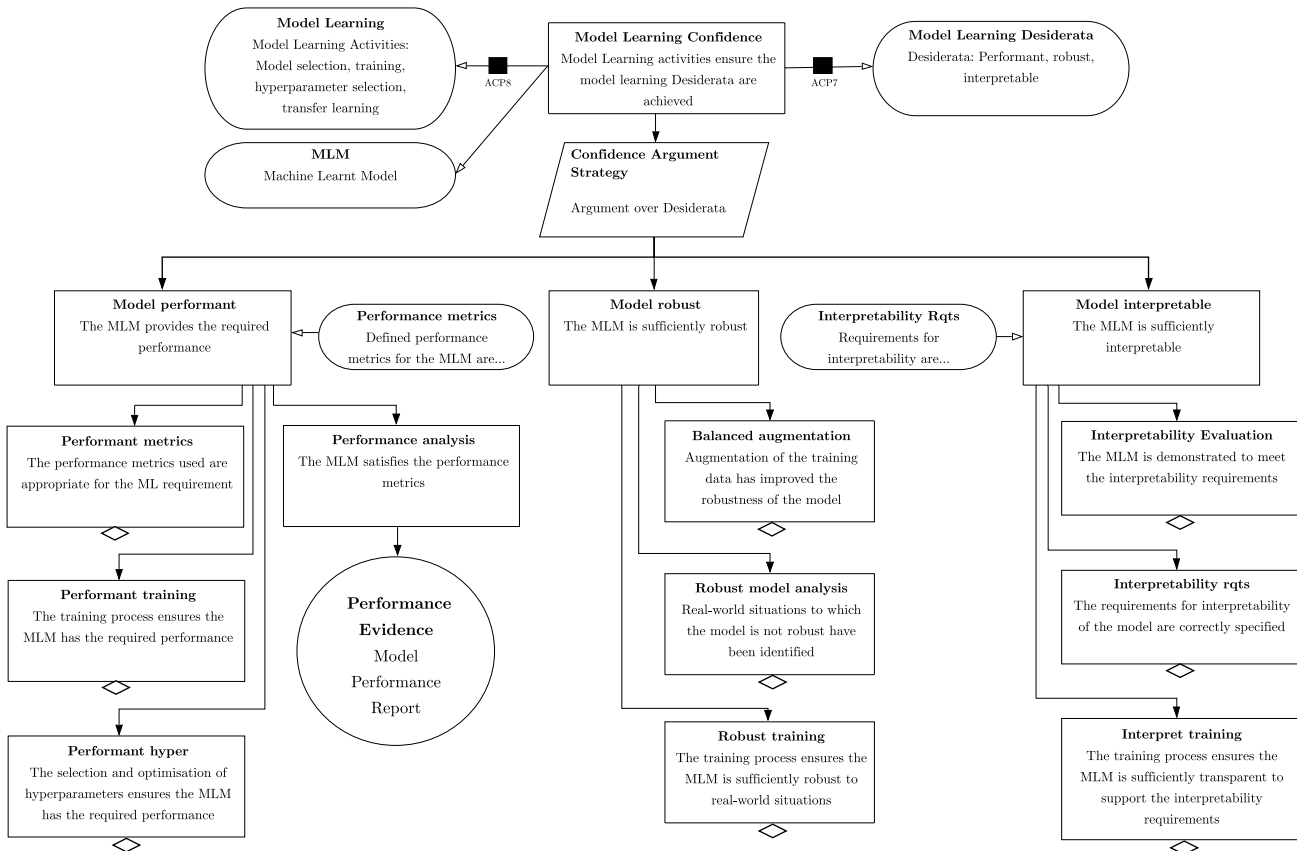 Model Learning
Model Learning Activities:
Model selection, training,
hyperparameter selection,
transfer learning
ACP8
Model Learning Confidence
Model Learning activities ensure the
model learning Desiderata are
achieved
ACP7
Model Learning Desiderata
Desiderata: Performant, robust,
interpretable
MLM
Machine Learnt Model
Confidence Argument
Strategy
Argument over Desiderata
Model performant
The MLM provides the required
performance
Performance metrics
Defined performance
metrics for the MLM are...
Model robust
The MLM is sufficiently robust
Interpretability Rqts
Requirements for
interpretability are...
Model interpretable
The MLM is sufficiently
interpretable
Performant metrics
The performance metrics used are
appropriate for the ML requirement
Performance analysis
The MLM satisfies the performance
metrics
Balanced augmentation
Augmentation of the training
data has improved the
robustness of the model
Interpretability Evaluation
The MLM is demonstrated to meet
the interpretability requirements
Performant training
The training process ensures the
MLM has the required performance
Performance
Evidence
Model
Performance
Report
Robust model analysis
Real-world situations to which
the model is not robust have
been identified
Interpretability rqts
The requirements for interpretability
of the model are correctly specified
Performant hyper
The selection and optimisation of
hyperparameters ensures the MLM
has the required performance
Robust training
The training process ensures the
MLM is sufficiently robust to
real-world situations
Interpret training
The training process ensures the
MLM is sufficiently transparent to
support the interpretability
requirements